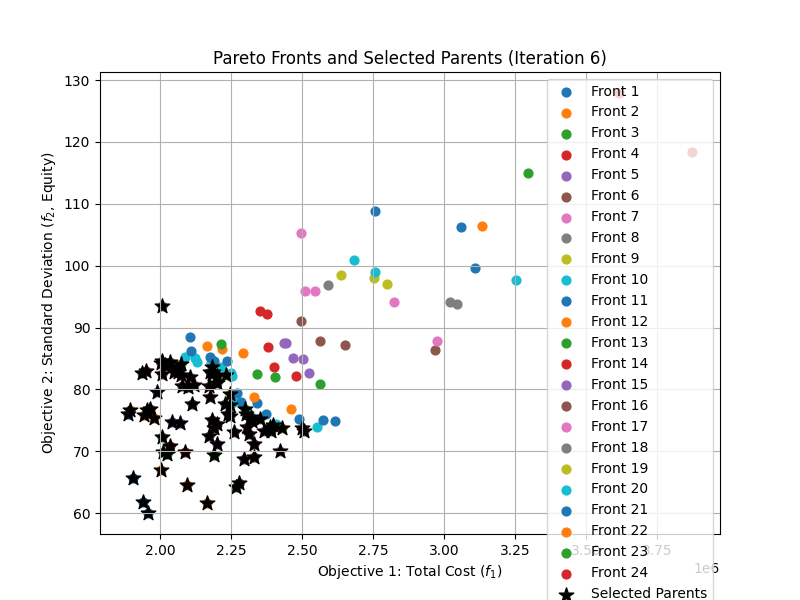 Pareto Fronts and Selected Parents (Iteration 6)
130
120
110
100
90
80
70
60
Objective 2: Standard Deviation (f2, Equity)
2.00 2.25 2.50 2.75 3.00 3.25 3.50 3.75
1e6
Objective 1: Total Cost (f1)
Front 1
Front 2
Front 3
Front 4
Front 5
Front 6
Front 7
Front 8
Front 9
Front 10
Front 11
Front 12
Front 13
Front 14
Front 15
Front 16
Front 17
Front 18
Front 19
Front 20
Front 21
Front 22
Front 23
Front 24
Selected Parents